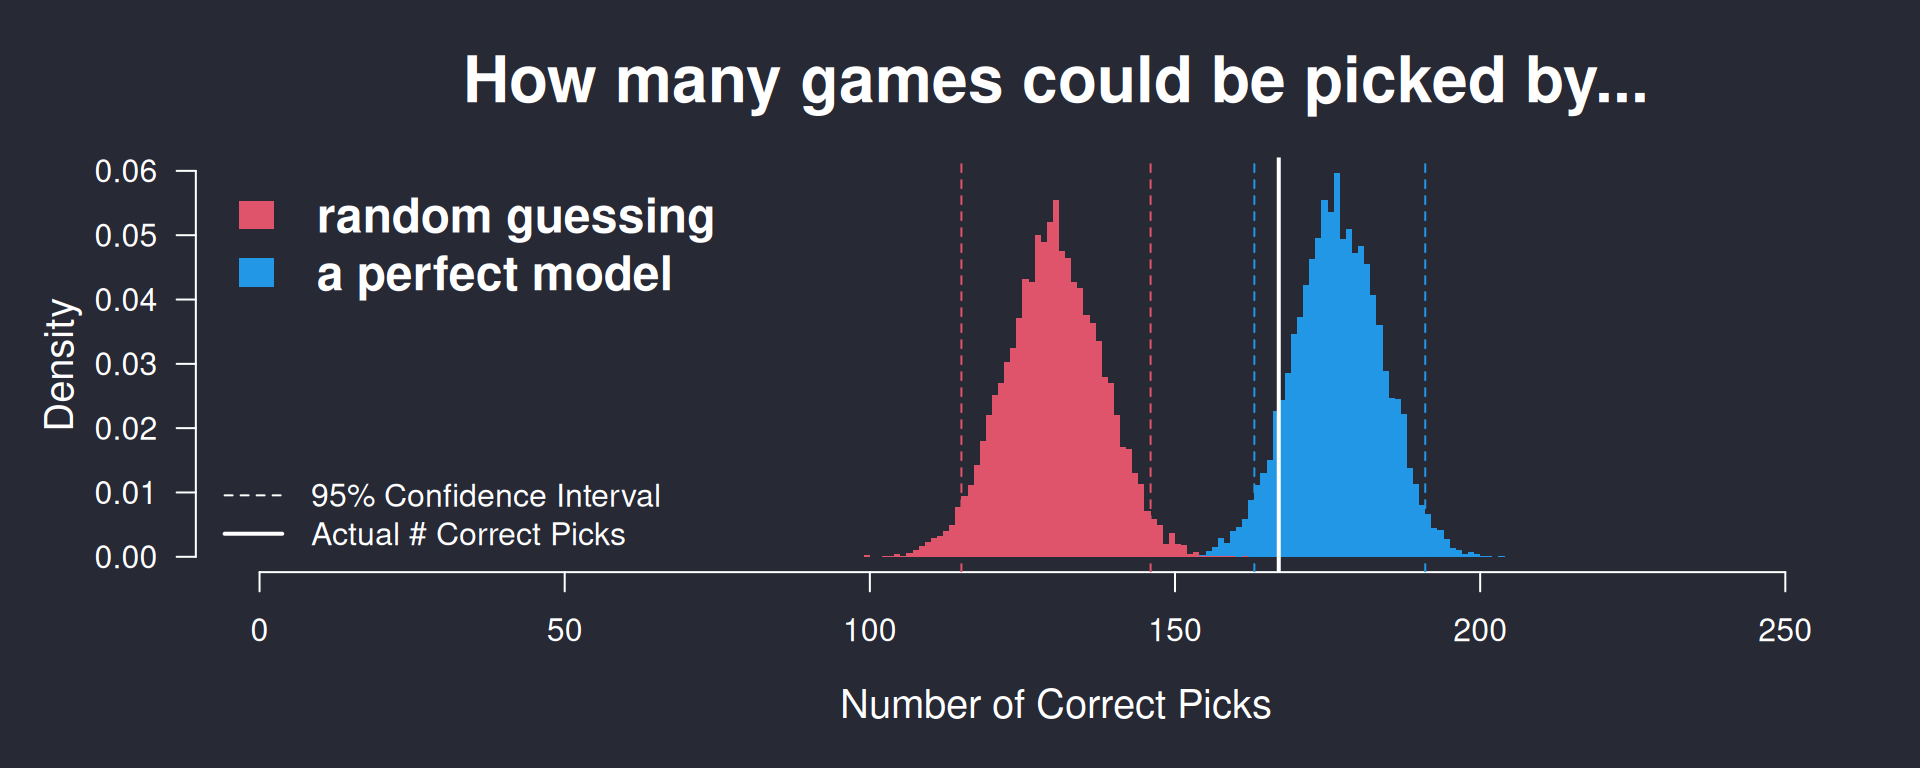 How many games could be picked by...
random guessing
a perfect model
95% Confidence Interval
Actual # Correct Picks
Density
0.06
0.05
0.04
0.03
0.02
0.01
0.00
0 50 100 150 200 250
Number of Correct Picks